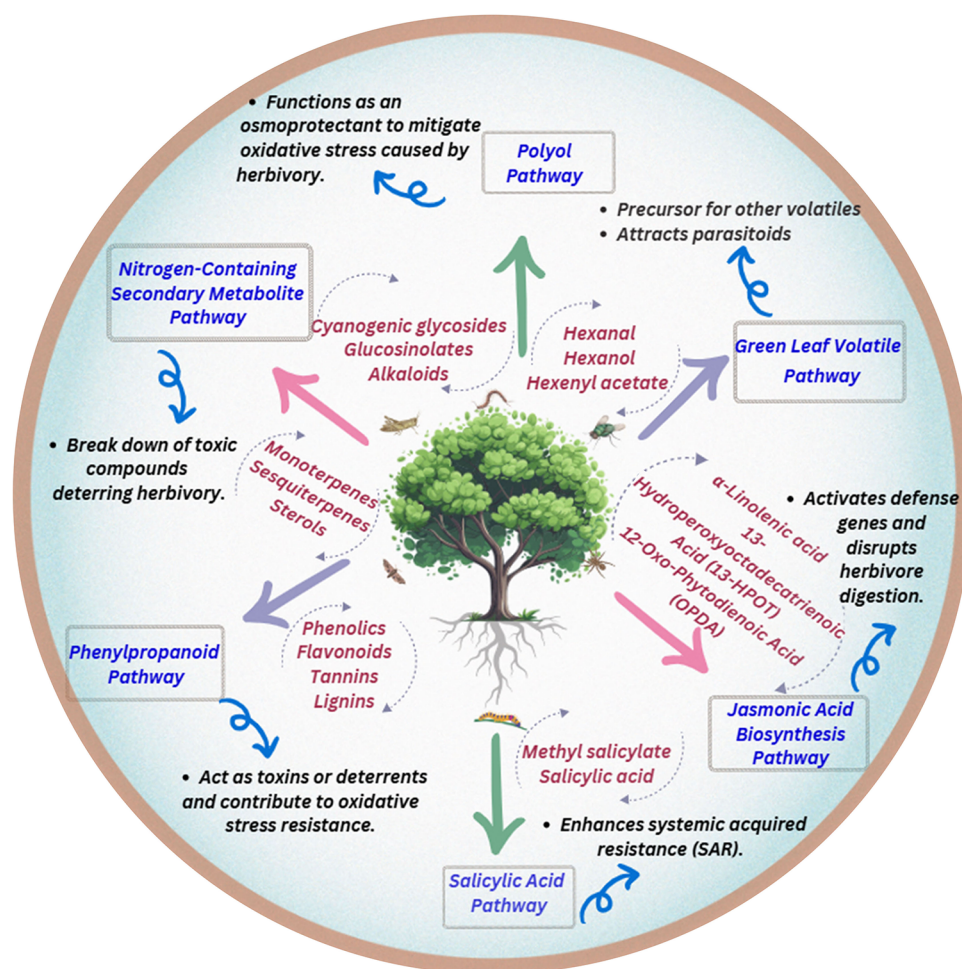 • Functions as an
osmoprotectant to mitigate
oxidative stress caused by
herbivory.
Polyol
Pathway
• Precursor for other volatiles
• Attracts parasitoids
Nitrogen-Containing
Secondary Metabolite
Pathway
Cyanogenic glycosides
Glucosinolates
Alkaloids
Hexanal
Hexanol
Hexenyl acetate
Green Leaf Volatile
Pathway
• Break down of toxic
compounds
deterring herbivory.
Monoterpenes
Sesquiterpenes
Sterols
α-Linolenic acid
13-
Hydroperoxyoctadecatrienoic
Acid (13-HPOT)
12-Oxo-Phytodienoic Acid
(OPDA)
• Activates defense
genes and
disrupts
herbivore
digestion.
Phenylpropanoid
Pathway
Phenolics
Flavonoids
Tannins
Lignins
Jasmonic Acid
Biosynthesis
Pathway
• Act as toxins or deterrents
and contribute to oxidative
stress resistance.
Methyl salicylate
Salicylic acid
• Enhances systemic acquired
resistance (SAR).
Salicylic Acid
Pathway